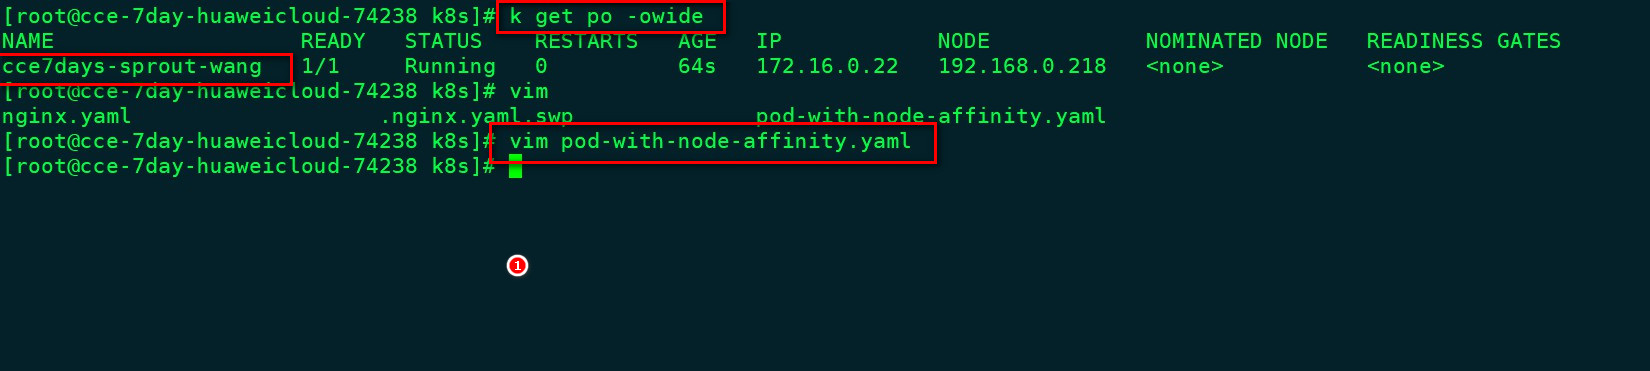 [root@cce-7day-huaweicloud-74238 k8s]# k get po -owide
NAME READY STATUS RESTARTS AGE IP NODE NOMINATED NODE READINESS GATES
cce7days-sprout-wang 1/1 Running 0 64s 172.16.0.22 192.168.0.218 <none> <none>
[root@cce-7day-huaweicloud-74238 k8s]# vim
nginx.yaml .nginx.yaml.swp pod-with-node-affinity.yaml
[root@cce-7day-huaweicloud-74238 k8s]# vim pod-with-node-affinity.yaml
[root@cce-7day-huaweicloud-74238 k8s]#
1